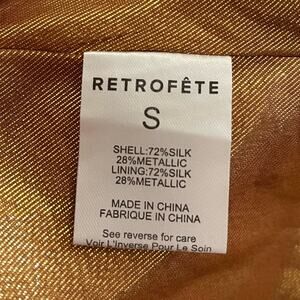 RETROFÊTE
S
SHELL:72%SILK
28%METALLIC
LINING:72%SILK
28%METALLIC
MADE IN CHINA
FABRIQUE IN CHINA
See reverse for care
Voir L'Inverse Pour Le Soin